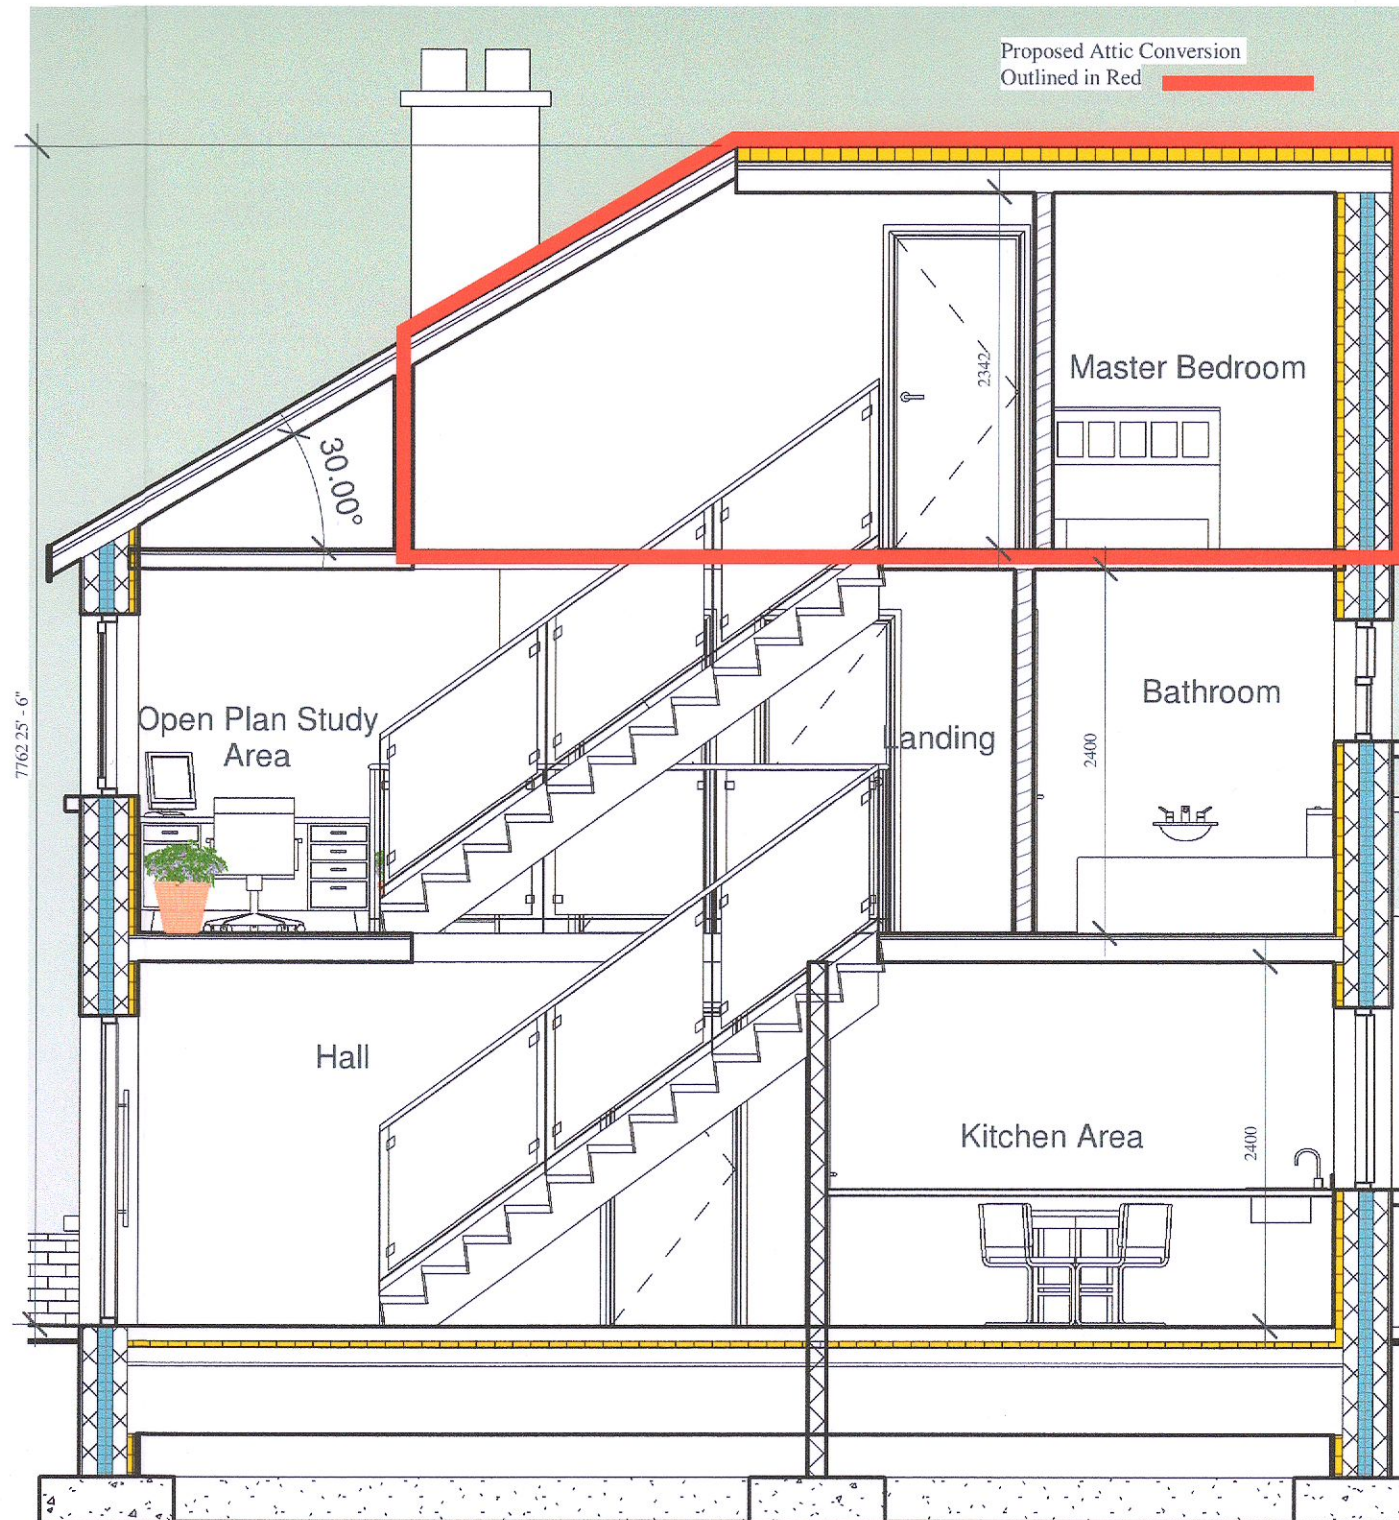 Proposed Attic Conversion
Outlined in Red
2342
Master Bedroom
30.00°
7762 25' - 6"
Open Plan Study
Area
Landing
2400
Bathroom
Hall
Kitchen Area
2400